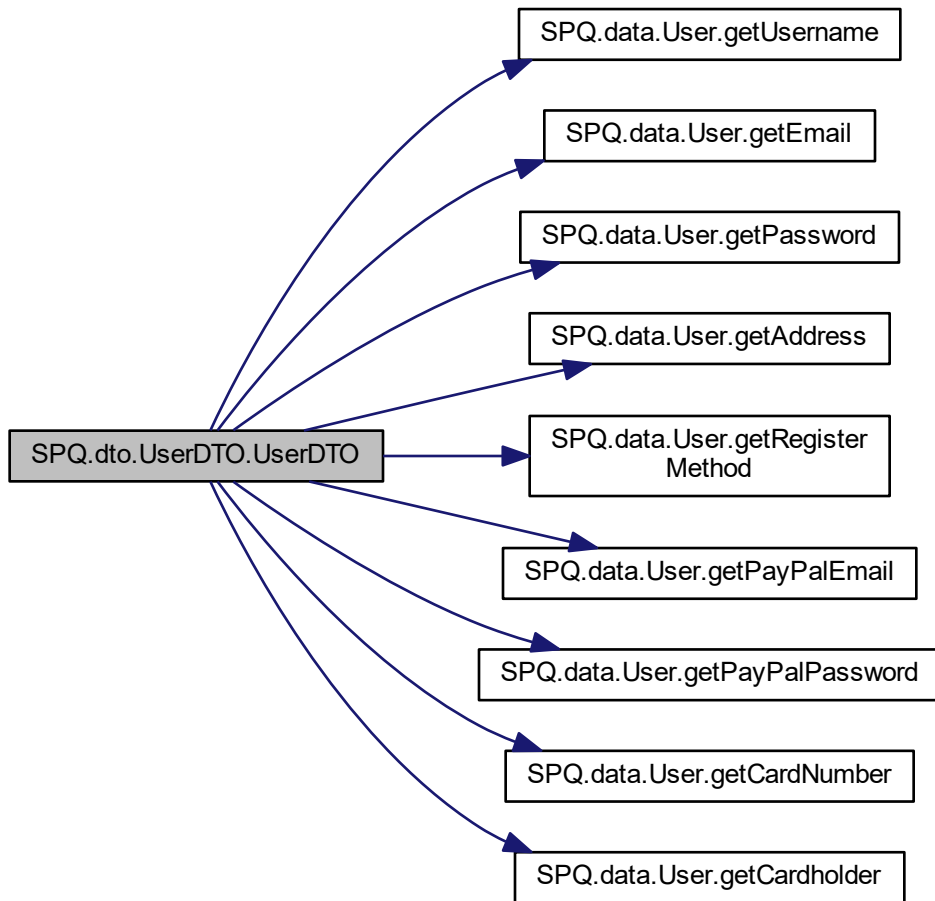 SPQ.data.User.getUsername
SPQ.data.User.getEmail
SPQ.data.User.getPassword
SPQ.data.User.getAddress
SPQ.dto.UserDTO.UserDTO
SPQ.data.User.getRegister
Method
SPQ.data.User.getPayPalEmail
SPQ.data.User.getPayPalPassword
SPQ.data.User.getCardNumber
SPQ.data.User.getCardholder